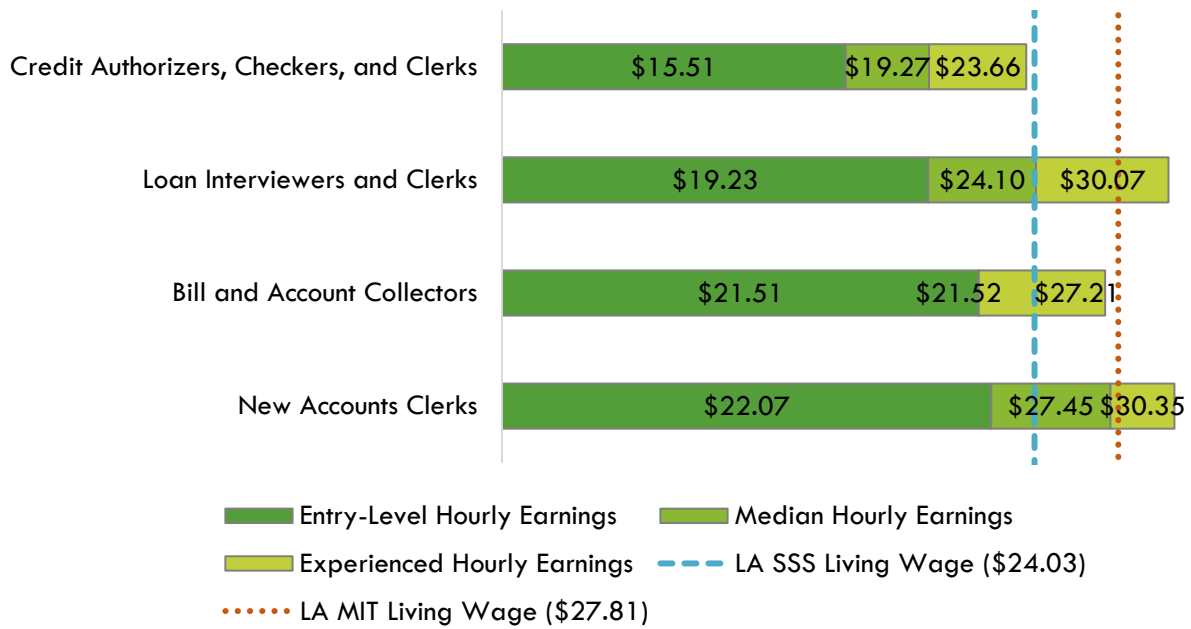 Credit Authorizers, Checkers, and Clerks $15.51 $19.27 $23.66
Loan Interviewers and Clerks $19.23 $24.10 $30.07
Bill and Account Collectors $21.51 $21.52 $27.21
New Accounts Clerks $22.07 $27.45 $30.35
Entry-Level Hourly Earnings Median Hourly Earnings
Experienced Hourly Earnings LA SSS Living Wage ($24.03)
LA MIT Living Wage ($27.81)